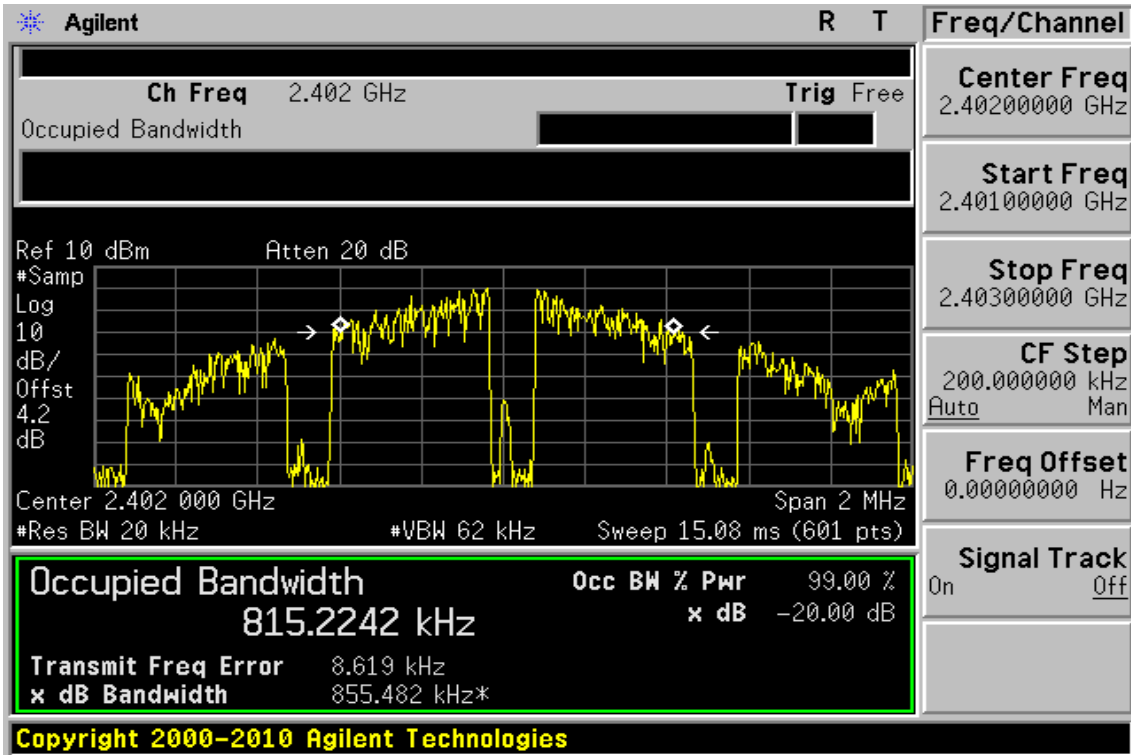 Agilent R T
Ch Freq 2.402 GHz Trig Free
Occupied Bandwidth
Ref 10 dBm Atten 20 dB
#Samp
Log
10
dB/
Offst
4.2
dB
Center 2.402 000 GHz Span 2 MHz
#Res BW 20 kHz #VBW 62 kHz Sweep 15.08 ms (601 pts)
Occupied Bandwidth Occ BW % Pwr 99.00 %
815.2242 kHz x dB -20.00 dB
Transmit Freq Error 8.619 kHz
x dB Bandwidth 855.482 kHz*
Copyright 2000-2010 Agilent Technologies
Freq/Channel
Center Freq
2.40200000 GHz
Start Freq
2.40100000 GHz
Stop Freq
2.40300000 GHz
CF Step
200.000000 kHz
Auto Man
Freq Offset
0.00000000 Hz
Signal Track
On Off